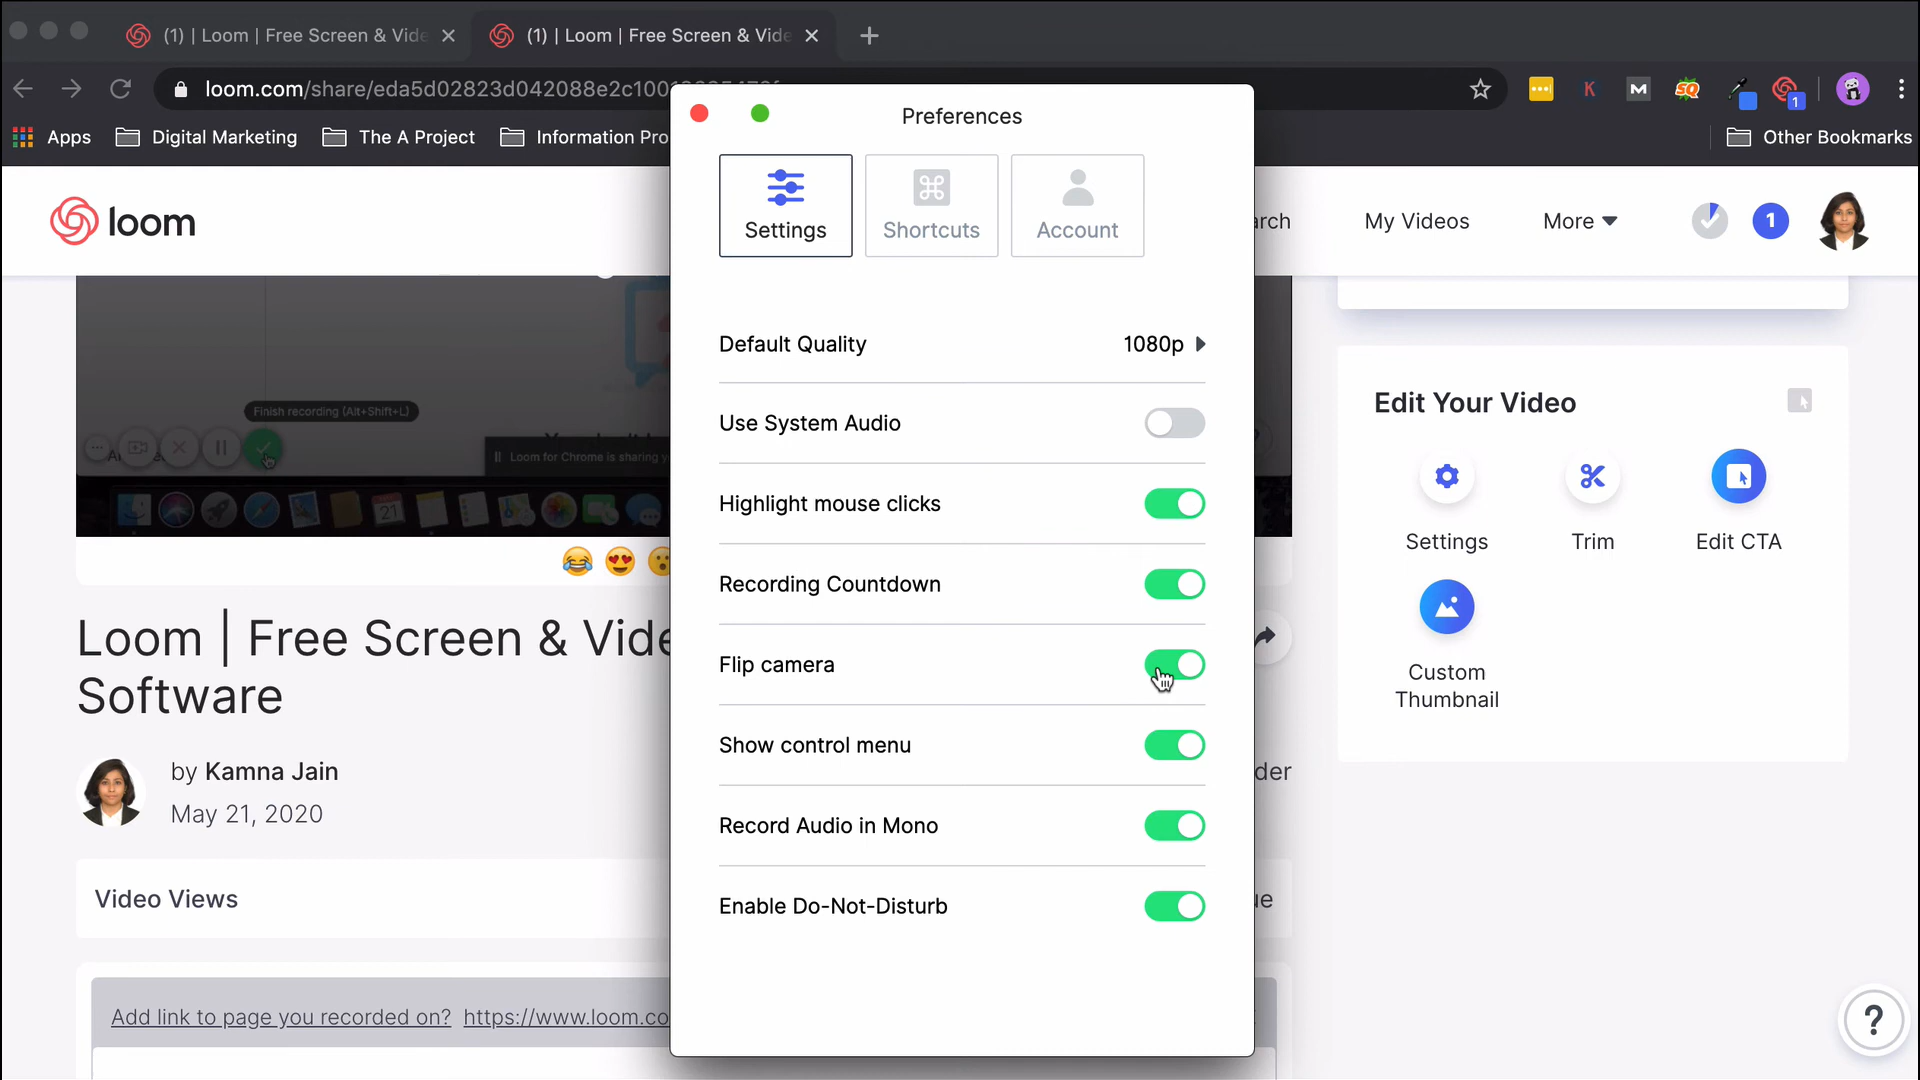 (1) | Loom | Free Screen & Vide
(1) | Loom | Free Screen & Vide
loom.com/share/eda5d02823d042088e2c100
K
M
SQ
1
Apps
Digital Marketing
The A Project
Information Pro
Other Bookmarks
Preferences
Settings
Shortcuts
Account
Default Quality
1080p
Use System Audio
Highlight mouse clicks
Recording Countdown
Flip camera
Show control menu
Record Audio in Mono
Enable Do-Not-Disturb
loom
arch
My Videos
More
1
Finish recording (Alt+Shift+L)
Loom for Chrome is sharing y
21
Loom | Free Screen & Vide
Software
by Kamna Jain
May 21, 2020
der
Video Views
ue
Add link to page you recorded on? https://www.loom.co
Edit Your Video
Settings
Trim
Edit CTA
Custom
Thumbnail
?